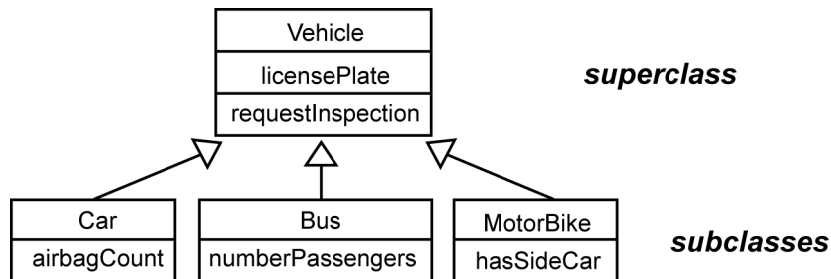 Vehicle
licensePlate
superclass
requestInspection
Car
Bus
MotorBike
airbagCount
numberPassengers
hasSideCar
subclasses